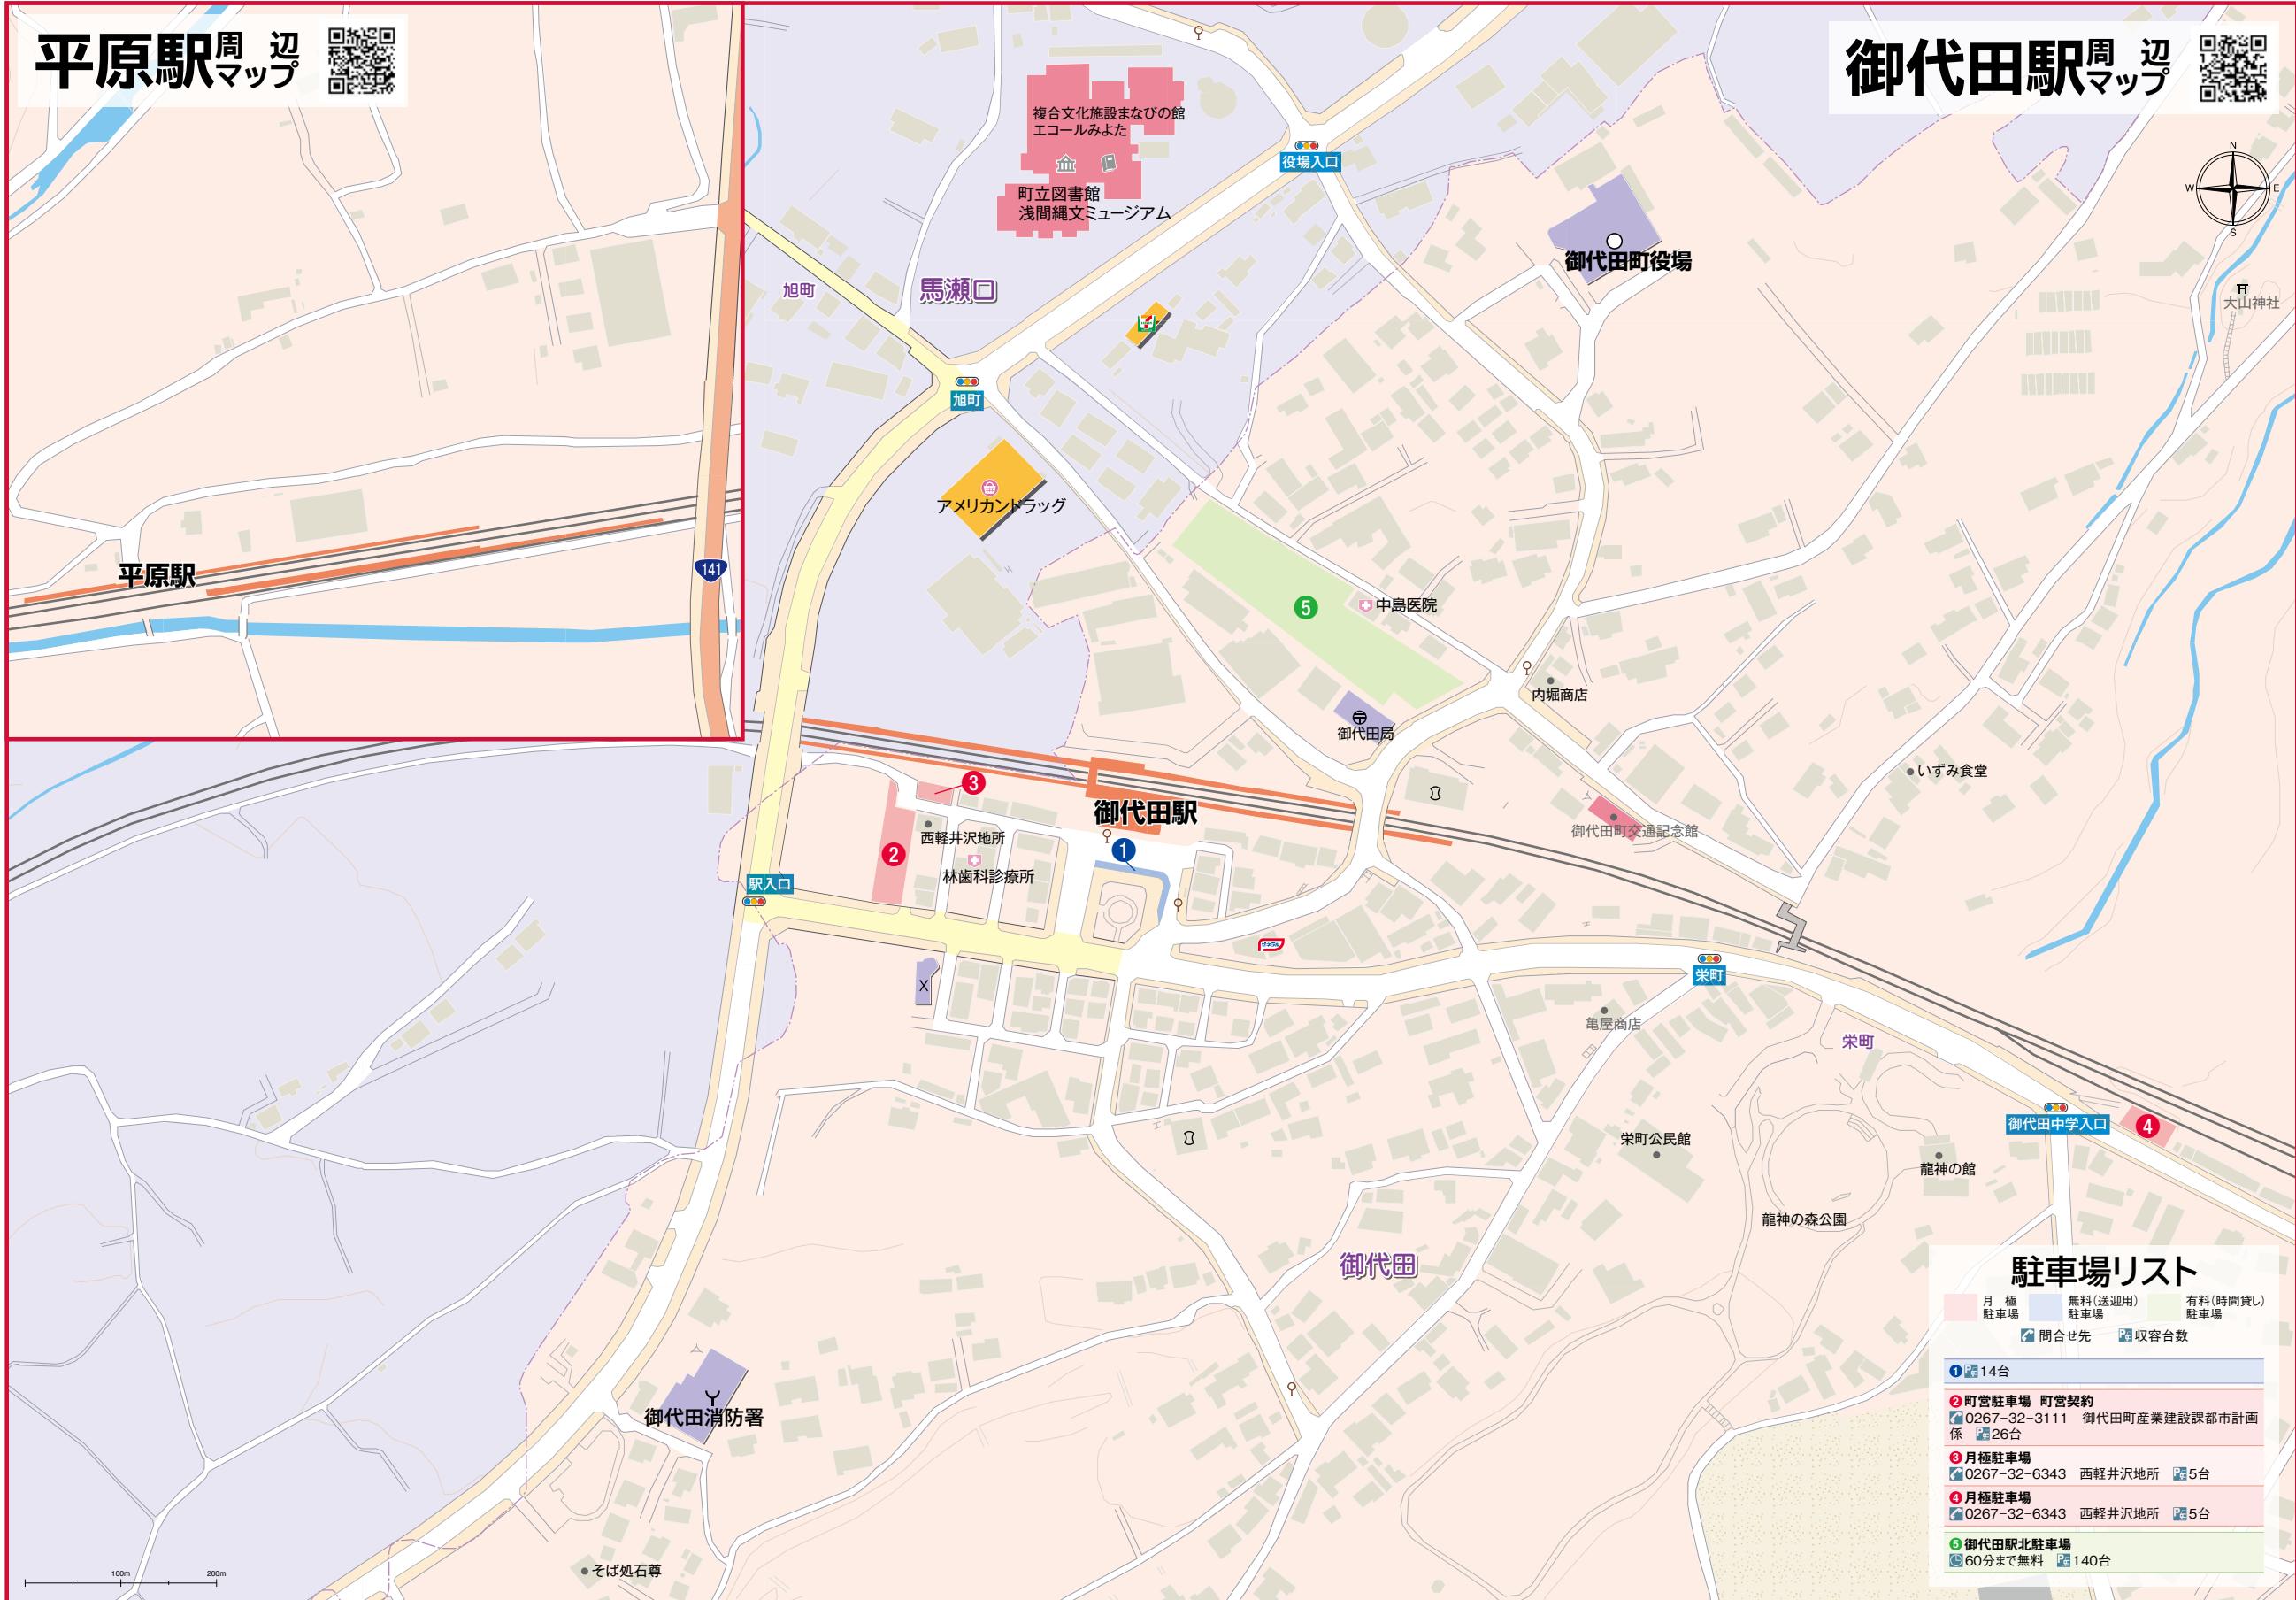 平原駅周辺マップ
御代田駅周辺マップ
N
W
E
S
複合文化施設まなびの館
エコールみよた
町立図書館
浅間縄文ミュージアム
役場入口
御代田町役場
大山神社
旭町
馬瀬口
旭町
アメリカンドラッグ
141
平原駅
5
中島医院
内堀商店
御代田局
いずみ食堂
3
御代田駅
御代田町交通記念館
西軽井沢地所
2
1
林歯科診療所
駅入口
ゼネラル
栄町
X
亀屋商店
栄町
御代田中学入口
4
栄町公民館
龍神の館
龍神の森公園
御代田
御代田消防署
そば処石尊
100m
200m
駐車場リスト
月極駐車場
無料(送迎用)駐車場
有料(時間貸し)駐車場
問合せ先
収容台数
1 14台
2 町営駐車場 町営契約
0267-32-3111 御代田町産業建設課都市計画
係 26台
3 月極駐車場
0267-32-6343 西軽井沢地所 5台
4 月極駐車場
0267-32-6343 西軽井沢地所 5台
5 御代田駅北駐車場
60分まで無料 140台